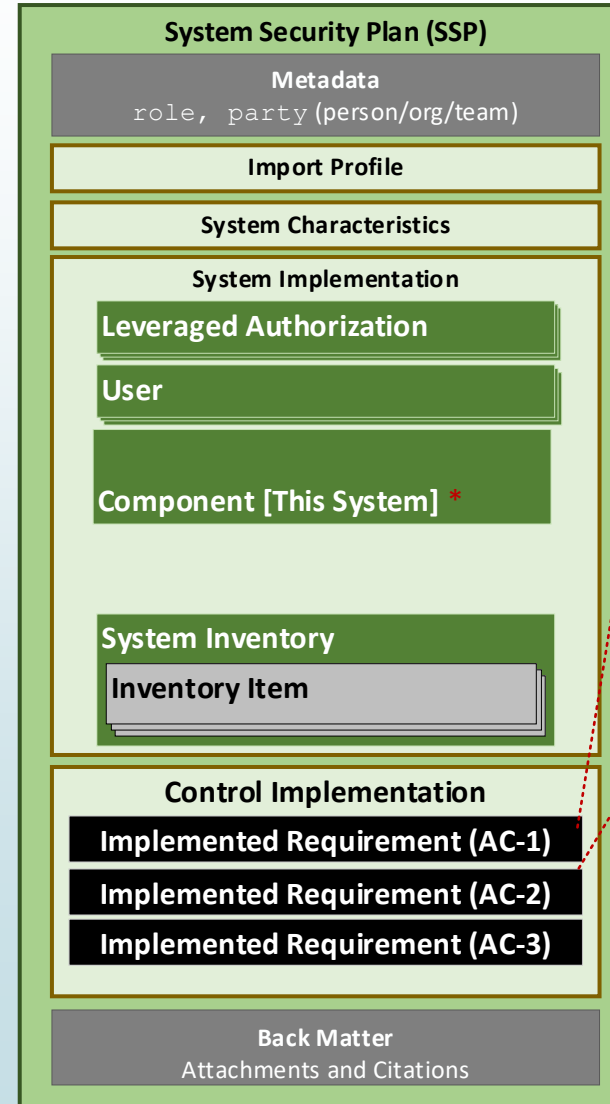 System Security Plan (SSP)
Metadata
role, party (person/org/team)
Import Profile
System Characteristics
System Implementation
Leveraged Authorization
User
Component [This System] *
System Inventory
Inventory Item
Control Implementation
Implemented Requirement (AC-1)
Implemented Requirement (AC-2)
Implemented Requirement (AC-3)
Back Matter
Attachments and Citations